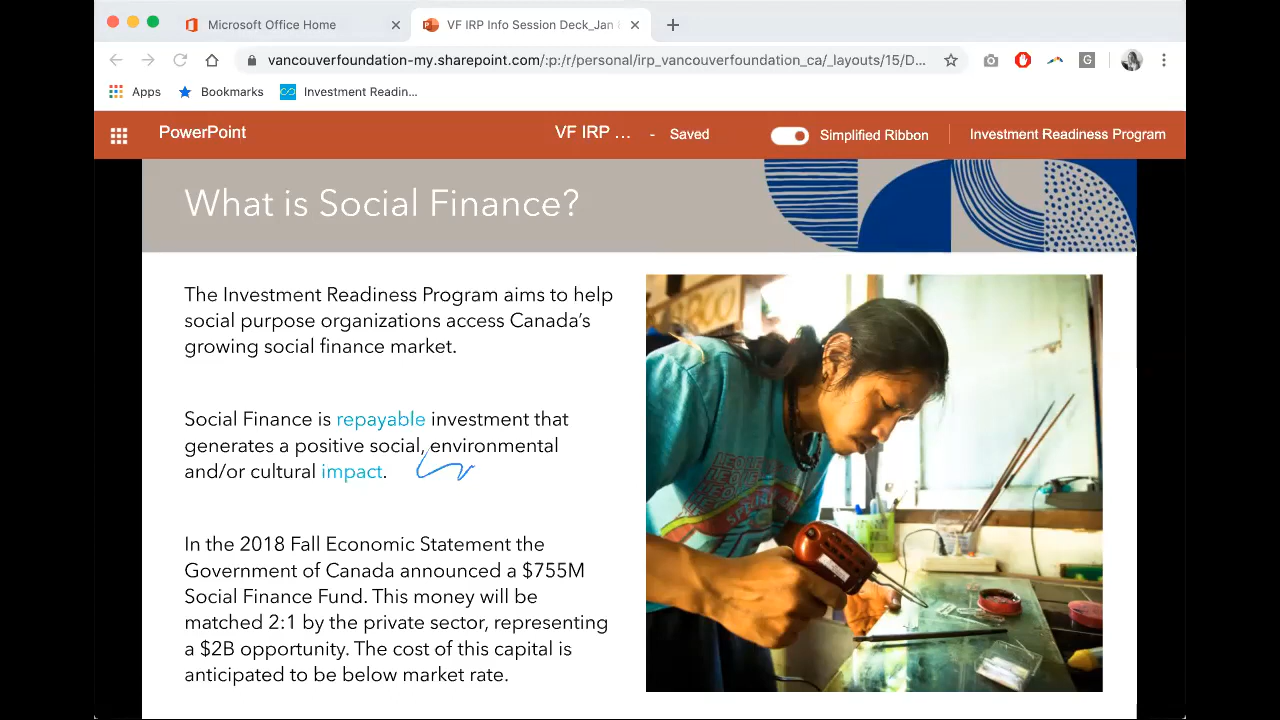 Microsoft Office Home
VF IRP Info Session Deck_Jan
vancouverfoundation-my.sharepoint.com/:p:/r/personal/irp_vancouverfoundation_ca/_layouts/15/D...
Apps
Bookmarks
Investment Readin...
G
PowerPoint
VF IRP ...
- Saved
Simplified Ribbon
Investment Readiness Program
What is Social Finance?
The Investment Readiness Program aims to help
social purpose organizations access Canada's
growing social finance market.
Social Finance is repayable investment that
generates a positive social, environmental
and/or cultural impact.
In the 2018 Fall Economic Statement the
Government of Canada announced a $755M
Social Finance Fund. This money will be
matched 2:1 by the private sector, representing
a $2B opportunity. The cost of this capital is
anticipated to be below market rate.